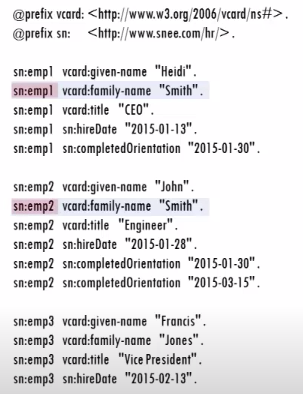 @prefix vcard: <http://www.w3.org/2006/vcard/ns#> .
@prefix sn: <http://www.snee.com/hr/> .
sn:emp1 vcard:given-name "Heidi" .
sn:emp1 vcard:family-name "Smith" .
sn:emp1 vcard:title "CEO" .
sn:emp1 sn:hireDate "2015-01-13" .
sn:emp1 sn:completedOrientation "2015-01-30" .
sn:emp2 vcard:given-name "John" .
sn:emp2 vcard:family-name "Smith" .
sn:emp2 vcard:title "Engineer" .
sn:emp2 sn:hireDate "2015-01-28" .
sn:emp2 sn:completedOrientation "2015-01-30" .
sn:emp2 sn:completedOrientation "2015-03-15" .
sn:emp3 vcard:given-name "Francis" .
sn:emp3 vcard:family-name "Jones" .
sn:emp3 vcard:title "Vice President" .
sn:emp3 sn:hireDate "2015-02-13" .